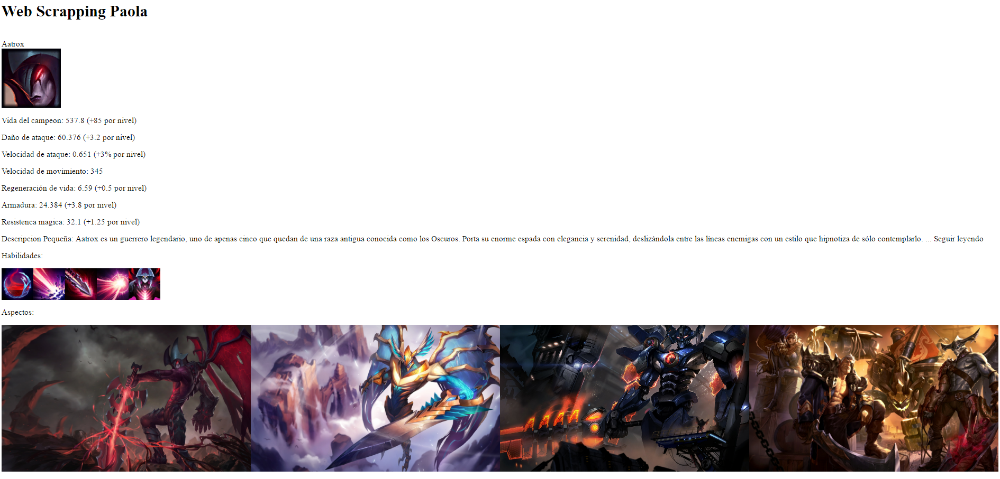 Web Scrapping Paola
Aatrox
Vida del campeon: 537.8 (+85 por nivel)
Daño de ataque: 60.376 (+3.2 por nivel)
Velocidad de ataque: 0.651 (+3% por nivel)
Velocidad de movimiento: 345
Regeneración de vida: 6.59 (+0.5 por nivel)
Armadura: 24.384 (+3.8 por nivel)
Resistenca magica: 32.1 (+1.25 por nivel)
Descripcion Pequeña: Aatrox es un guerrero legendario, uno de apenas cinco que quedan de una raza antigua conocida como los Oscuros. Porta su enorme espada con elegancia y serenidad, deslizándola entre las líneas enemigas con un estilo que hipnotiza de sólo contemplarlo. ... Seguir leyendo
Habilidades:
Aspectos: